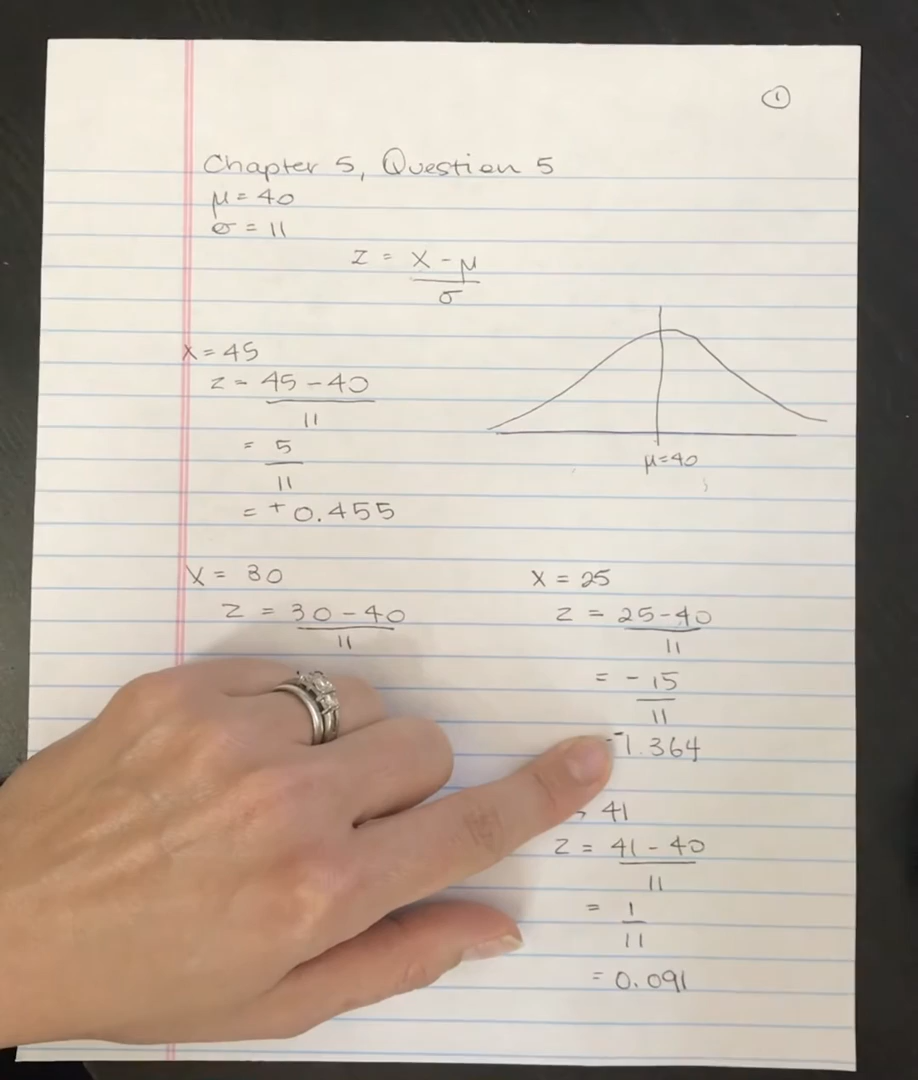 ①
Chapter 5, Question 5
μ = 40
σ = 11
z = x - μ
σ
x = 45
z = 45 - 40
11
= 5
11
= +0.455
μ=40
x = 30
z = 30 - 40
11
x = 25
z = 25-40
11
= -15
11
-1.364
41
z = 41 - 40
11
= 1
11
= 0.091